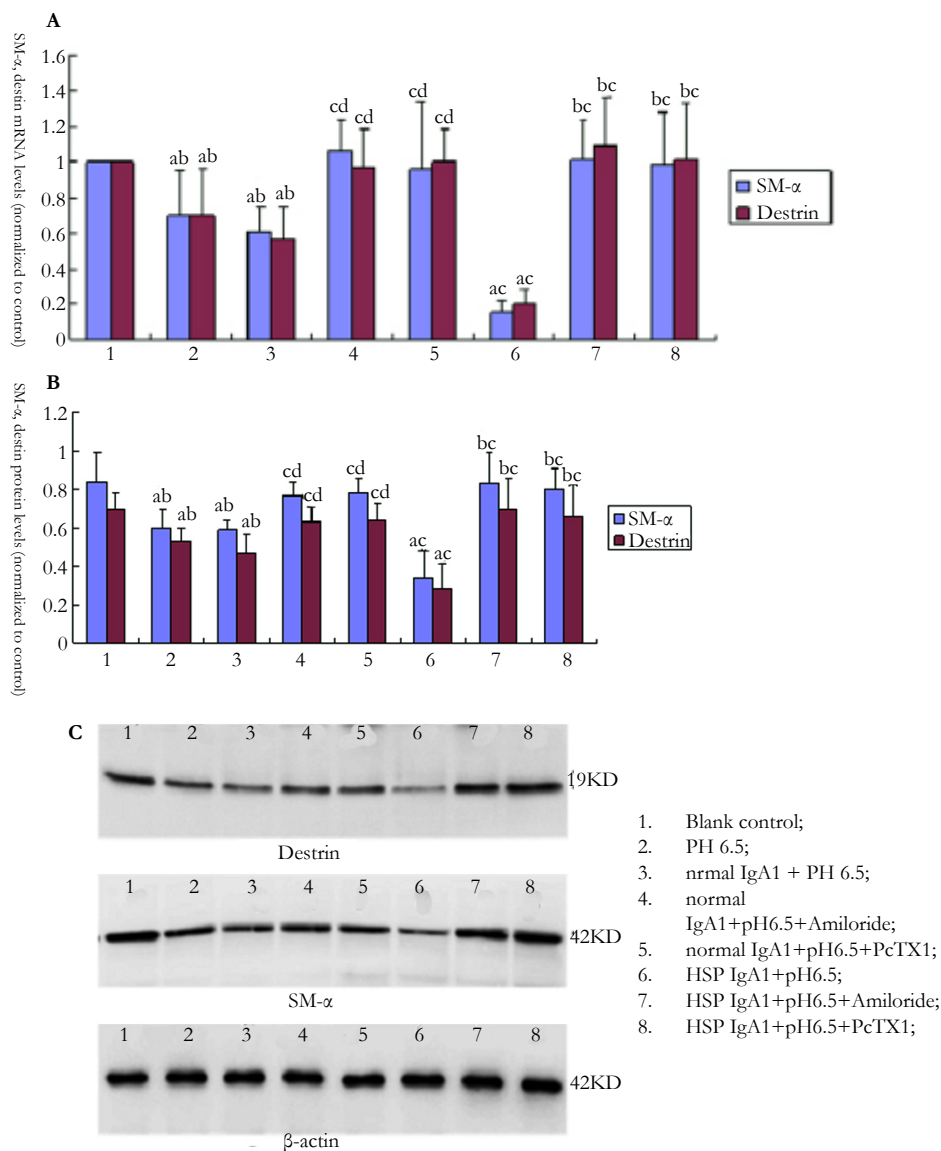 A
SM-α, destin mRNA levels (normalized to control)
1.6
1.4
1.2
1
0.8
0.6
0.4
0.2
0
ab ab
ab ab
cd cd
cd cd
ac ac
bc bc
bc bc
1 2 3 4 5 6 7 8
SM-α
Destrin
B
SM-α, destin protein levels (normalized to control)
1.2
1
0.8
0.6
0.4
0.2
0
ab ab
ab ab
cd cd
cd cd
ac ac
bc bc
bc bc
1 2 3 4 5 6 7 8
SM-α
Destrin
C
1 2 3 4 5 6 7 8
19KD
Destrin
1 2 3 4 5 6 7 8
42KD
SM-α
1 2 3 4 5 6 7 8
42KD
β-actin
1. Blank control;
2. PH 6.5;
3. nrmal IgA1 + PH 6.5;
4. normal
IgA1+pH6.5+Amiloride;
5. normal IgA1+pH6.5+PcTX1;
6. HSP IgA1+pH6.5;
7. HSP IgA1+pH6.5+Amiloride;
8. HSP IgA1+pH6.5+PcTX1;